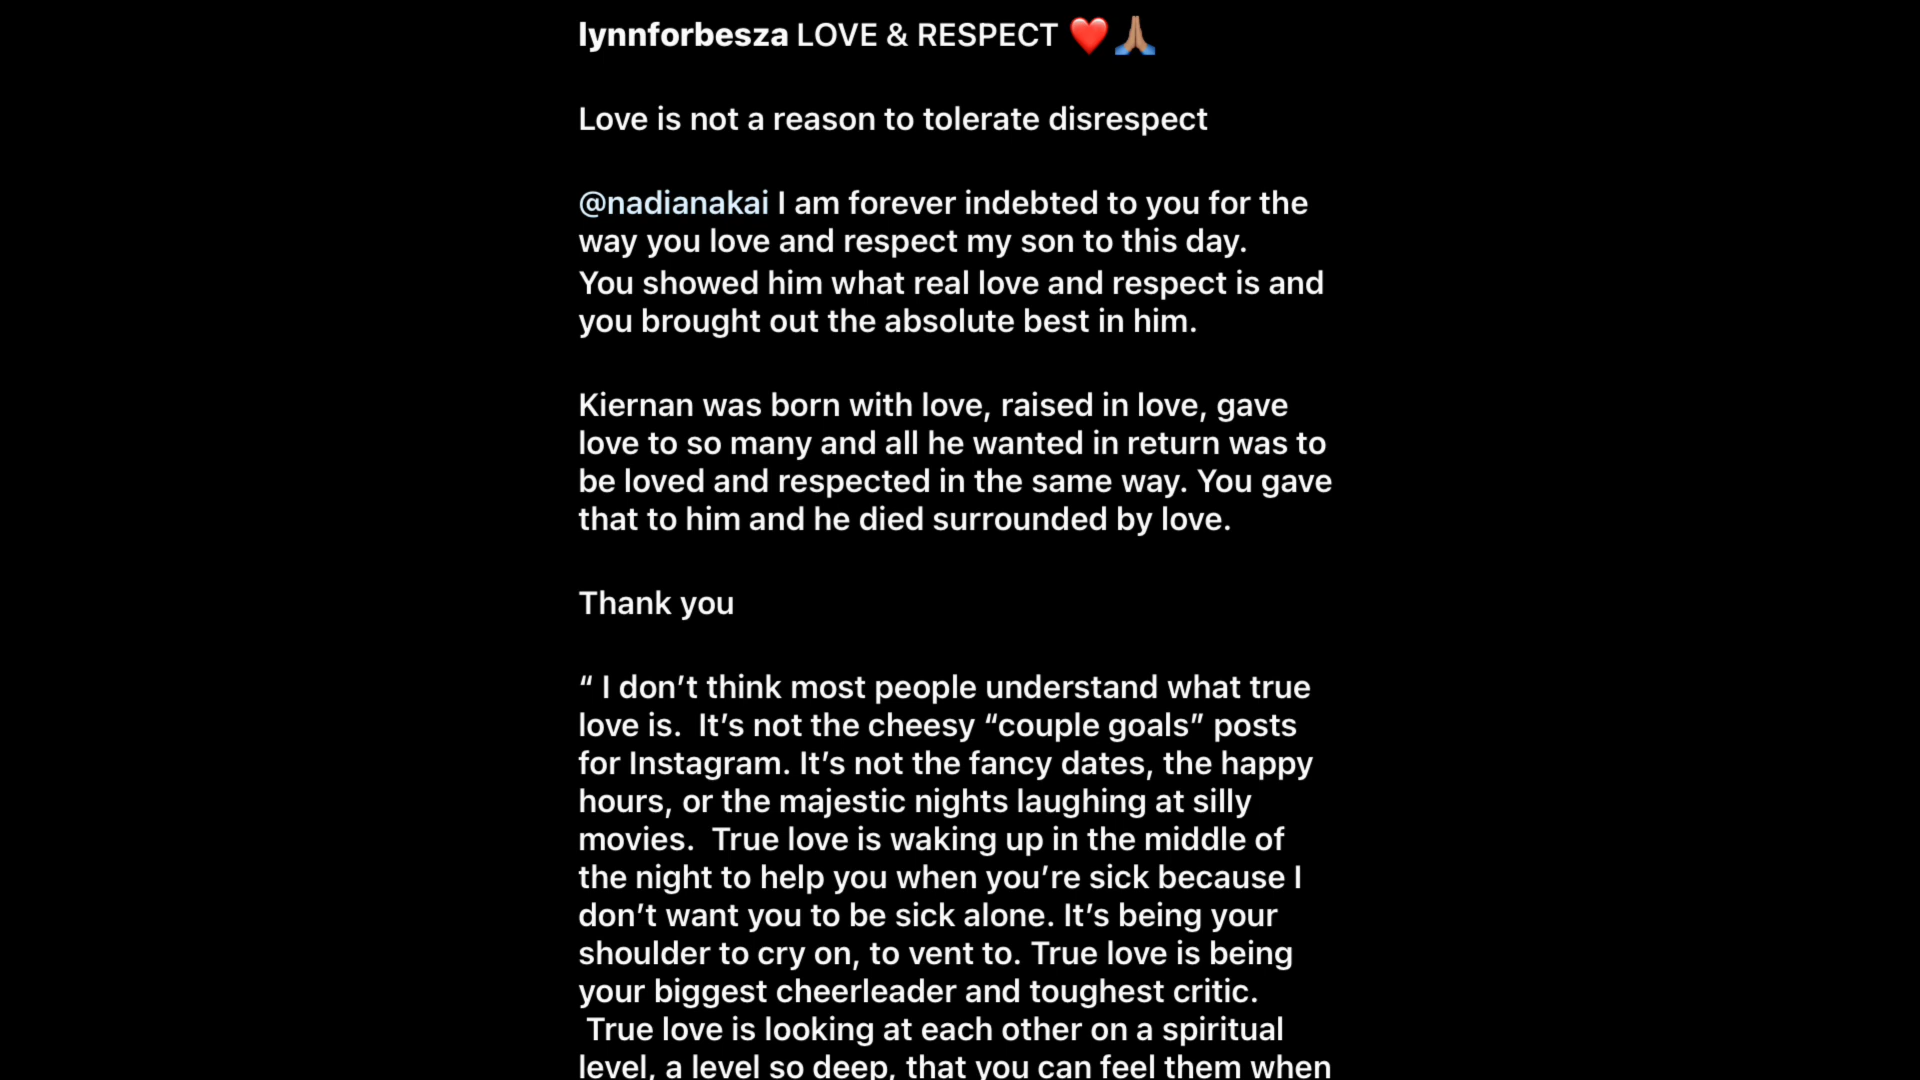 lynnforbesza LOVE & RESPECT ❤️🙏🏽
Love is not a reason to tolerate disrespect
@nadianakai I am forever indebted to you for the
way you love and respect my son to this day.
You showed him what real love and respect is and
you brought out the absolute best in him.
Kiernan was born with love, raised in love, gave
love to so many and all he wanted in return was to
be loved and respected in the same way. You gave
that to him and he died surrounded by love.
Thank you
“ I don’t think most people understand what true
love is.  It’s not the cheesy “couple goals” posts
for Instagram. It’s not the fancy dates, the happy
hours, or the majestic nights laughing at silly
movies.  True love is waking up in the middle of
the night to help you when you’re sick because I
don’t want you to be sick alone. It’s being your
shoulder to cry on, to vent to. True love is being
your biggest cheerleader and toughest critic.
True love is looking at each other on a spiritual
level, a level so deep, that you can feel them when